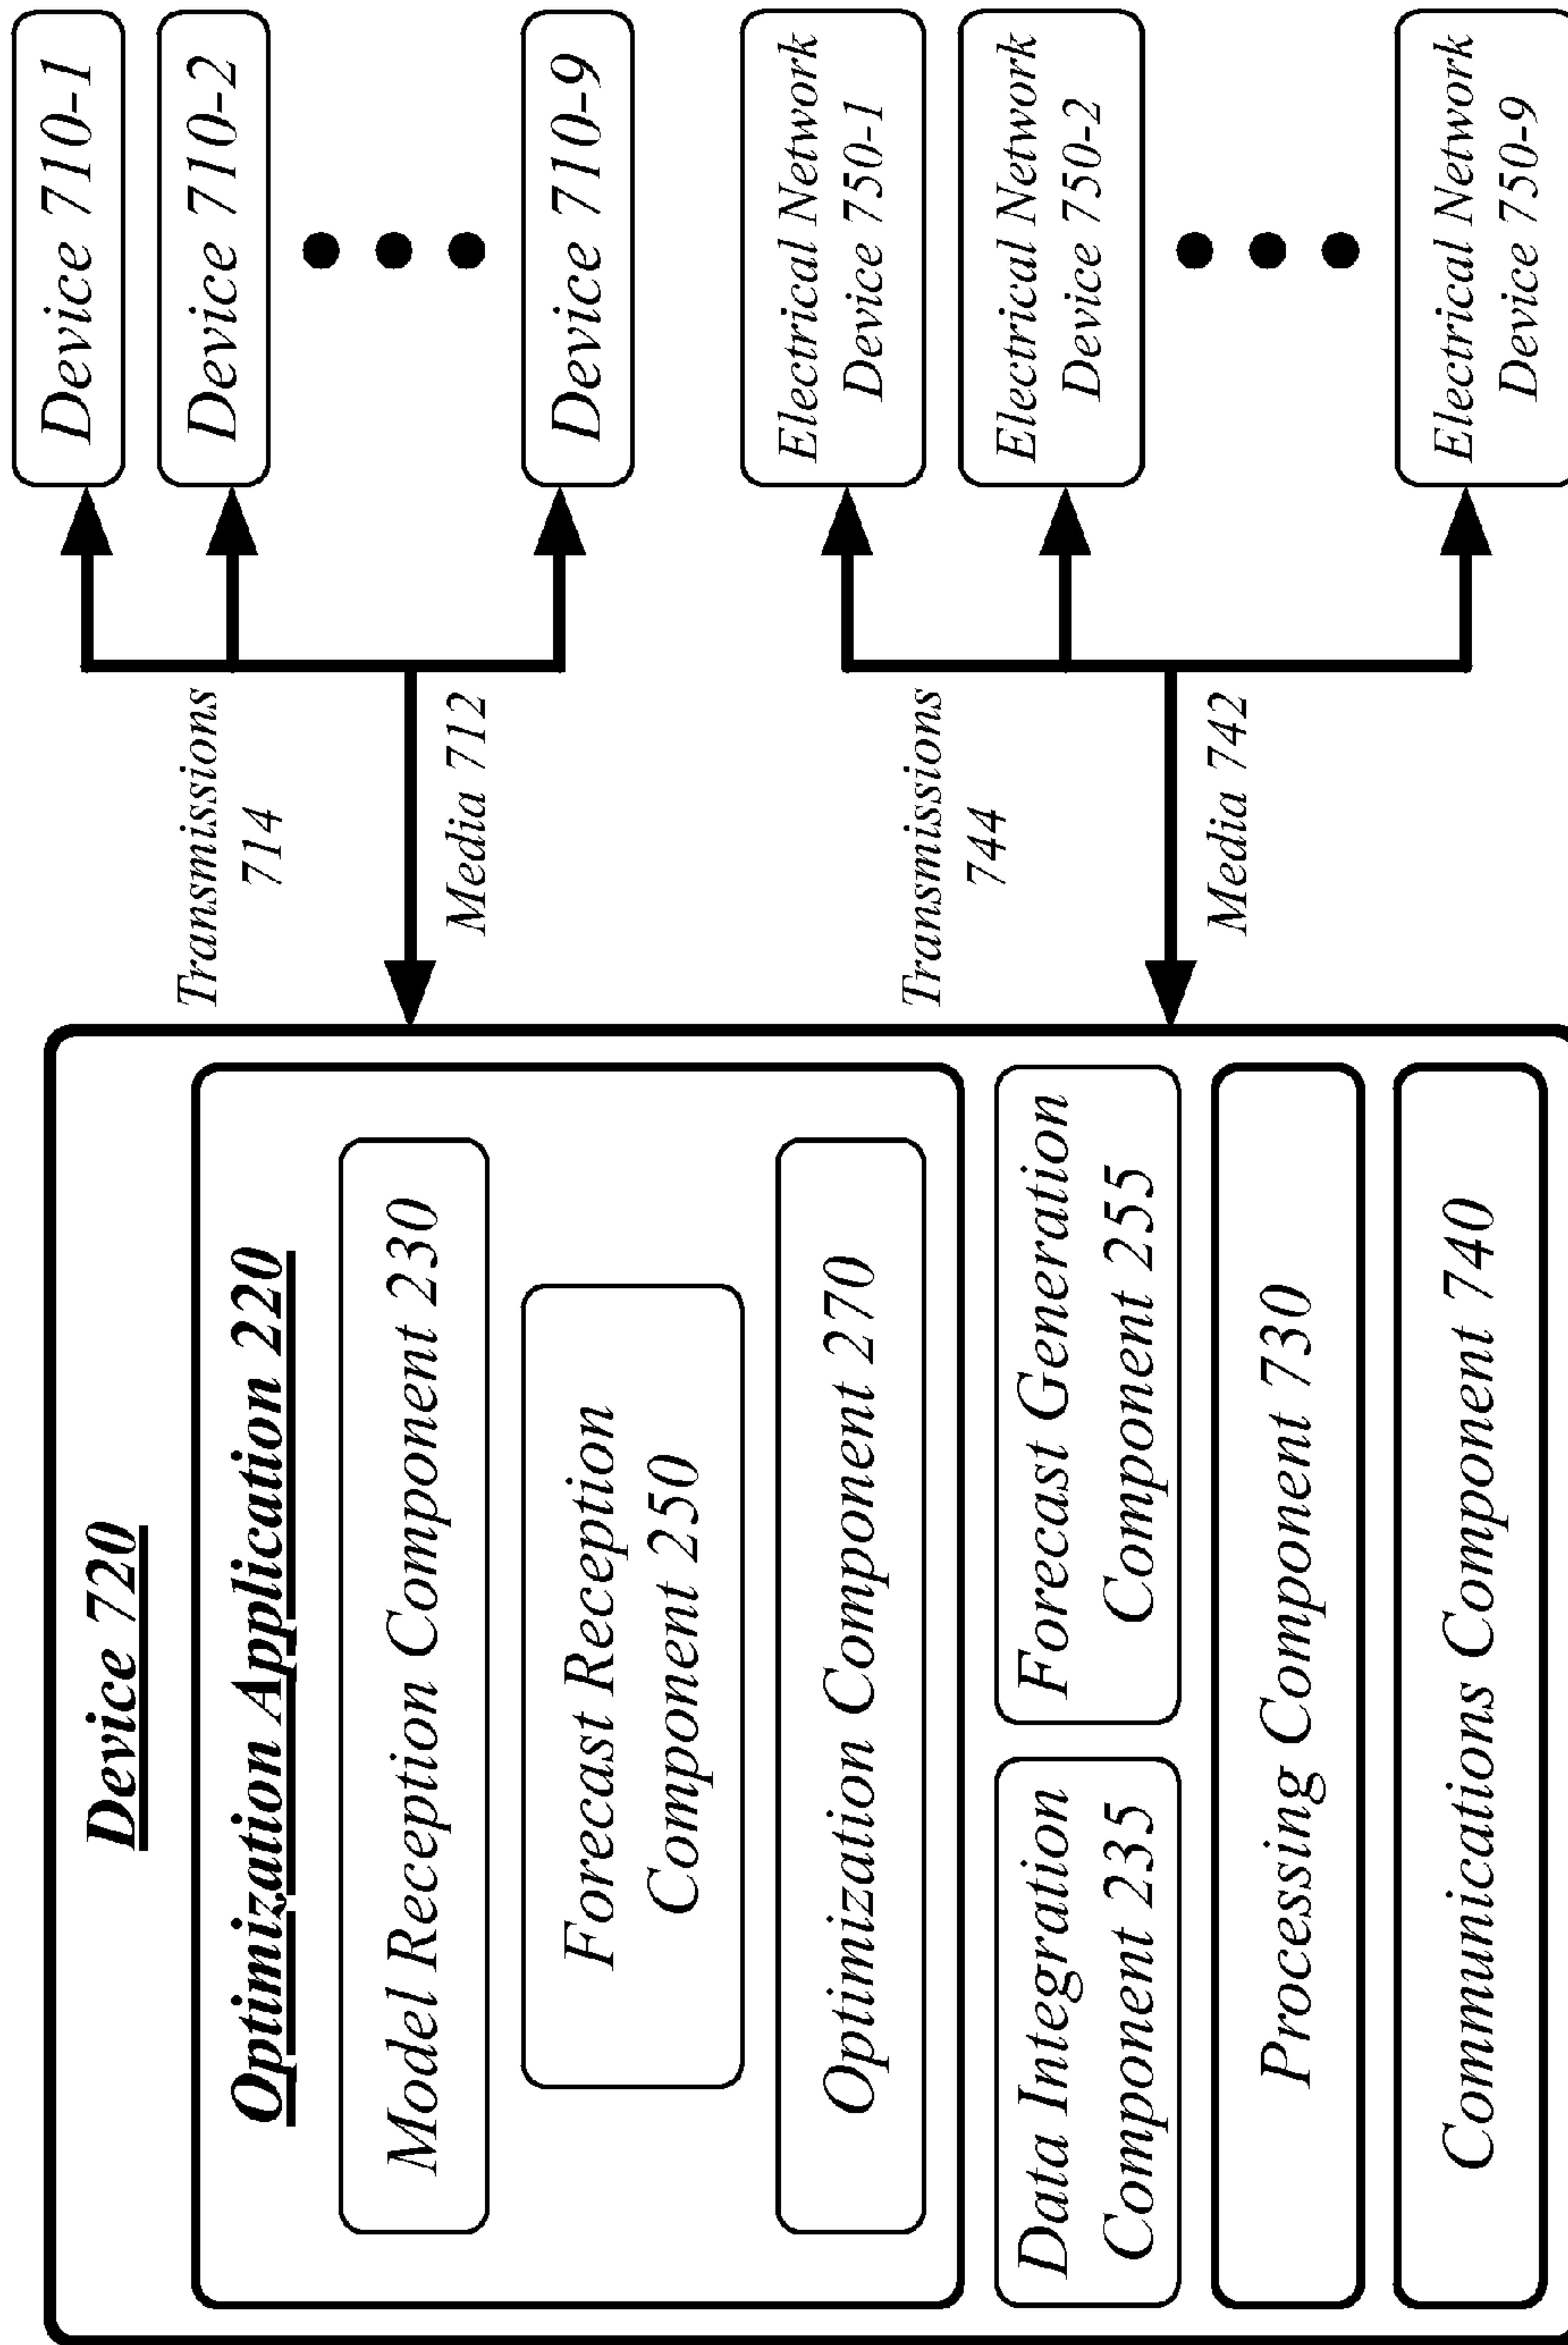 Device 720
Optimization Application 220
Model Reception Component 230
Forecast Reception
Component 250
Optimization Component 270
Data Integration
Component 235
Forecast Generation
Component 255
Processing Component 730
Communications Component 740
Transmissions
714
Media 712
Transmissions
744
Media 742
Device 710-1
Device 710-2
Device 710-9
Electrical Network
Device 750-1
Electrical Network
Device 750-2
Electrical Network
Device 750-9